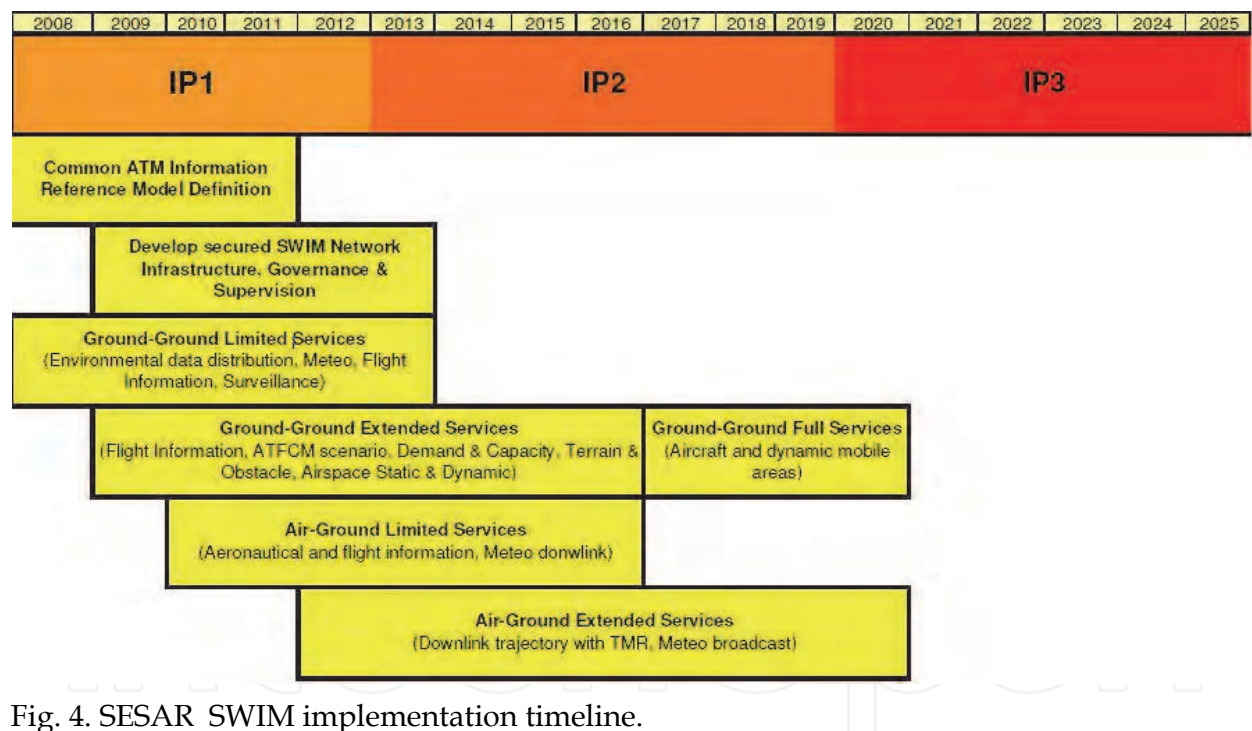 2008 2009 2010 2011 2012 2013 2014 2015 2016 2017 2018 2019 2020 2021 2022 2023 2024 2025
IP1 IP2 IP3
Common ATM Information
Reference Model Definition
Develop secured SWIM Network
Infrastructure, Governance &
Supervision
Ground-Ground Limited Services
(Environmental data distribution, Meteo, Flight
Information, Surveillance)
Ground-Ground Extended Services
(Flight Information, ATFCM scenario, Demand & Capacity, Terrain &
Obstacle, Airspace Static & Dynamic)
Ground-Ground Full Services
(Aircraft and dynamic mobile
areas)
Air-Ground Limited Services
(Aeronautical and flight information, Meteo donwlink)
Air-Ground Extended Services
(Downlink trajectory with TMR, Meteo broadcast)
Fig. 4. SESAR SWIM implementation timeline.